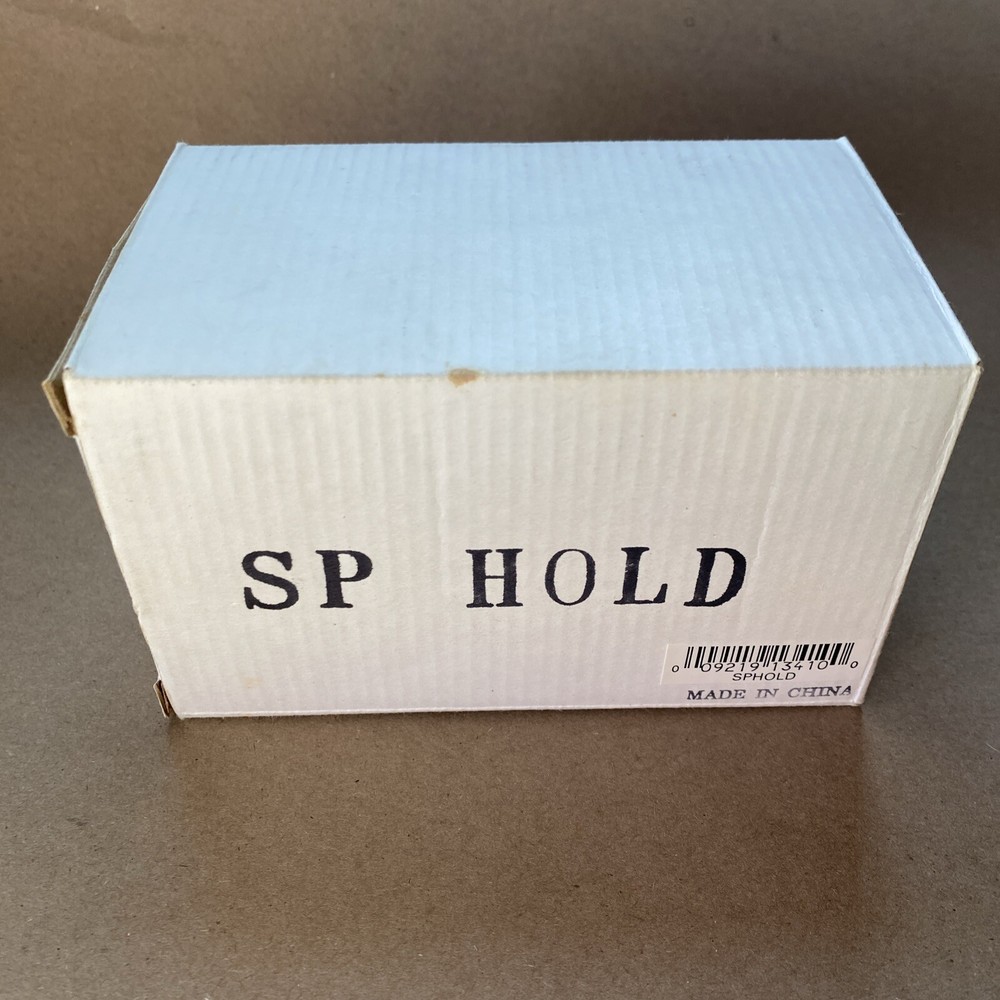 SP HOLD
0 09219 13410 0
SPHOLD
MADE IN CHINA